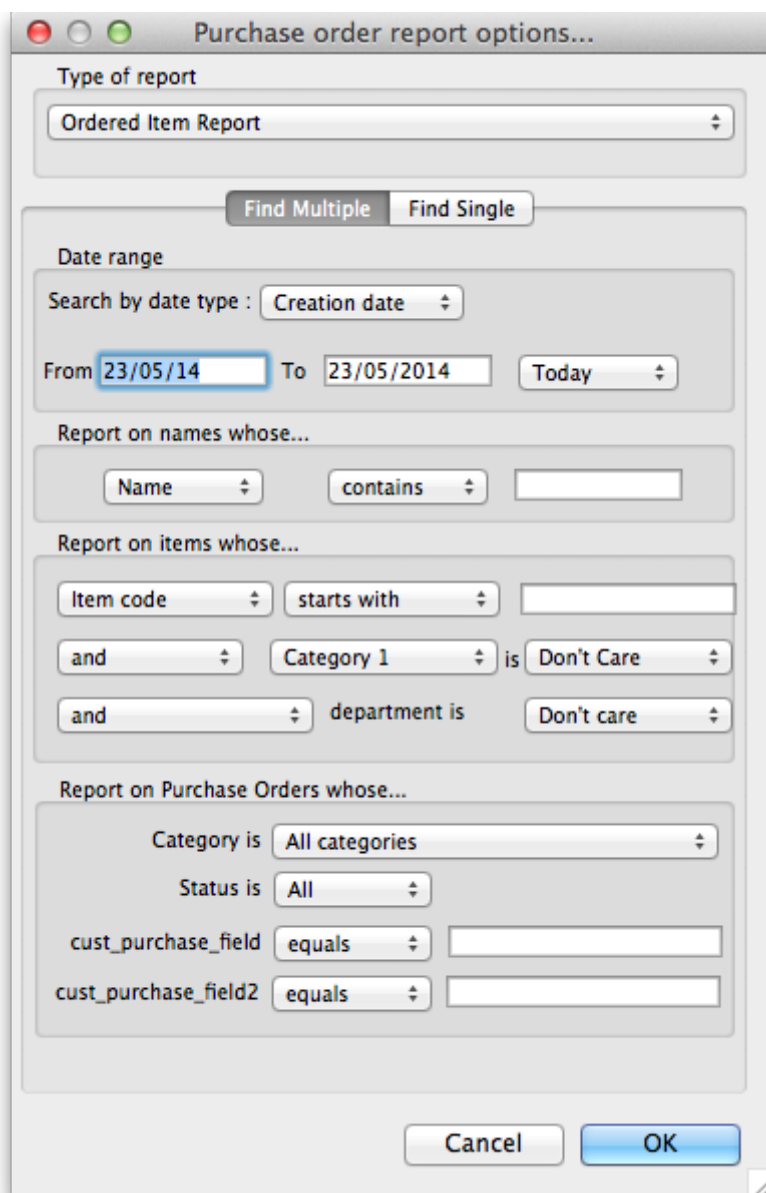 Purchase order report options...
Type of report
Ordered Item Report
Find Multiple Find Single
Date range
Search by date type : Creation date
From 23/05/14 To 23/05/2014 Today
Report on names whose...
Name contains
Report on items whose...
Item code starts with
and Category 1 is Don't Care
and department is Don't care
Report on Purchase Orders whose...
Category is All categories
Status is All
cust_purchase_field equals
cust_purchase_field2 equals
Cancel OK